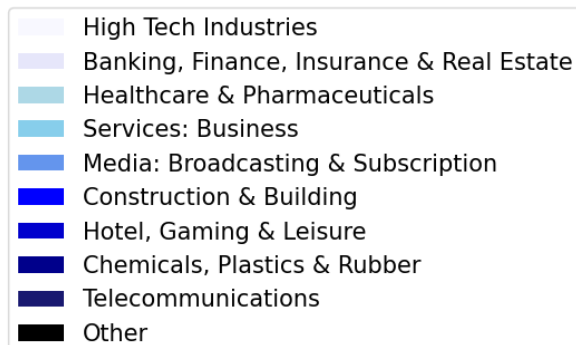 High Tech Industries
Banking, Finance, Insurance & Real Estate
Healthcare & Pharmaceuticals
Services: Business
Media: Broadcasting & Subscription
Construction & Building
Hotel, Gaming & Leisure
Chemicals, Plastics & Rubber
Telecommunications
Other